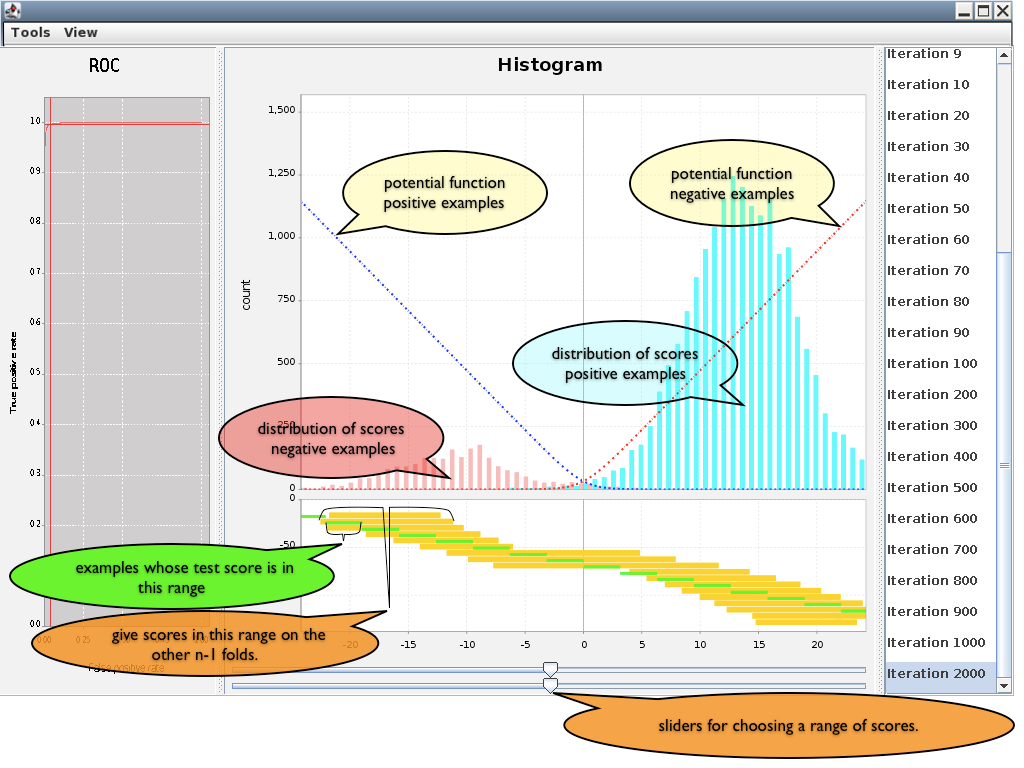 Tools View
ROC
Histogram
Iteration 9
Iteration 10
Iteration 20
Iteration 30
Iteration 40
Iteration 50
Iteration 60
Iteration 70
Iteration 80
Iteration 90
Iteration 100
Iteration 200
Iteration 300
Iteration 400
Iteration 500
Iteration 600
Iteration 700
Iteration 800
Iteration 900
Iteration 1000
Iteration 2000
1,500
1,250
1,000
750
500
250
0
count
potential function
positive examples
potential function
negative examples
distribution of scores
positive examples
distribution of scores
negative examples
0
-50
-20 -15 -10 -5 0 5 10 15 20
True positive rate
1.0
0.9
0.8
0.7
0.6
0.5
0.4
0.3
0.2
0.0
0.00 0.25
False positive rate
examples whose test score is in
this range
give scores in this range on the
other n-1 folds.
sliders for choosing a range of scores.